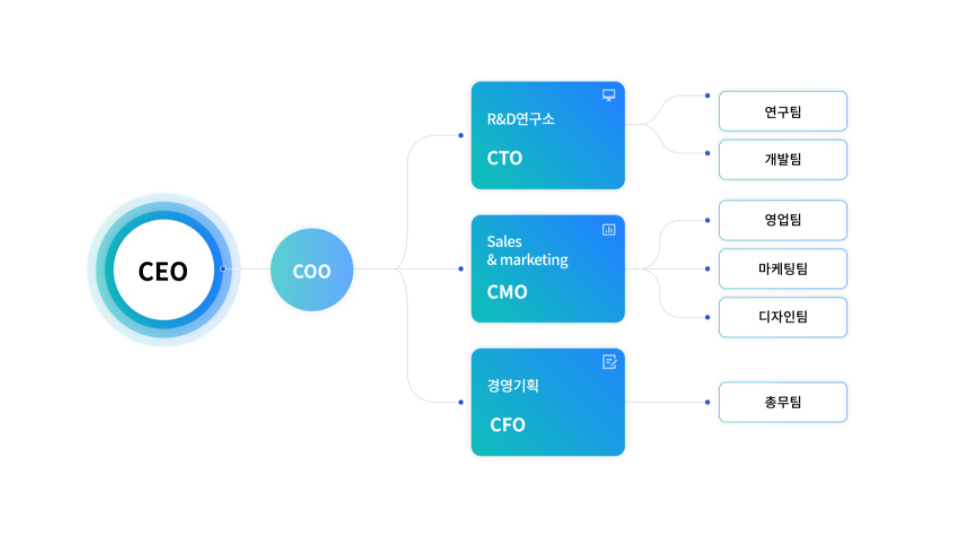 CEO
COO
R&D연구소
CTO
연구팀
개발팀
Sales
& marketing
CMO
영업팀
마케팅팀
디자인팀
경영기획
CFO
총무팀